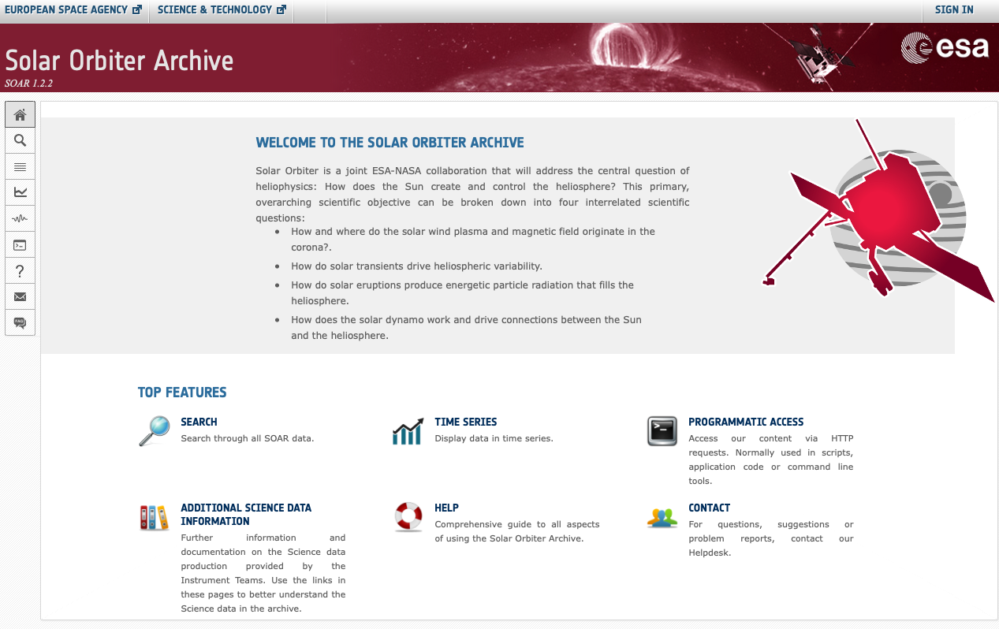 EUROPEAN SPACE AGENCY
SCIENCE & TECHNOLOGY
SIGN IN
Solar Orbiter Archive
SOAR 1.2.2
esa
WELCOME TO THE SOLAR ORBITER ARCHIVE
Solar Orbiter is a joint ESA-NASA collaboration that will address the central question of
heliophysics: How does the Sun create and control the heliosphere? This primary,
overarching scientific objective can be broken down into four interrelated scientific
questions:
• How and where do the solar wind plasma and magnetic field originate in the
corona?.
• How do solar transients drive heliospheric variability.
• How do solar eruptions produce energetic particle radiation that fills the
heliosphere.
• How does the solar dynamo work and drive connections between the Sun
and the heliosphere.
?
FAQ
TOP FEATURES
SEARCH
Search through all SOAR data.
TIME SERIES
Display data in time series.
PROGRAMMATIC ACCESS
Access our content via HTTP
requests. Normally used in scripts,
application code or command line
tools.
ADDITIONAL SCIENCE DATA
INFORMATION
Further information and
documentation on the Science data
production provided by the
Instrument Teams. Use the links in
these pages to better understand the
Science data in the archive.
HELP
Comprehensive guide to all aspects
of using the Solar Orbiter Archive.
CONTACT
For questions, suggestions or
problem reports, contact our
Helpdesk.